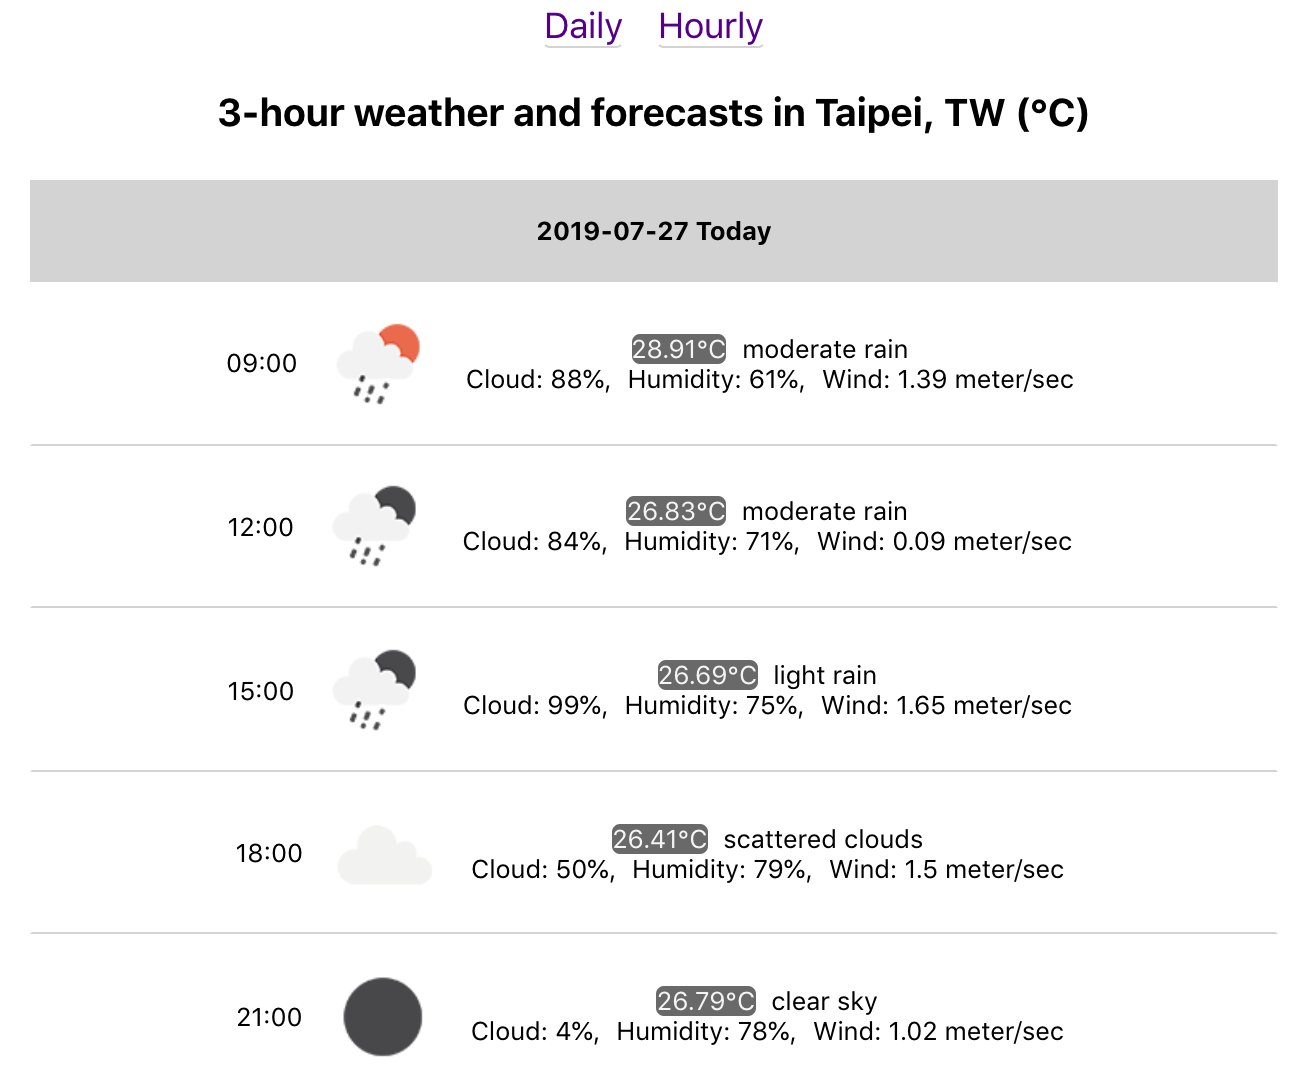 Daily Hourly
3-hour weather and forecasts in Taipei, TW (°C)
2019-07-27 Today
09:00
28.91°C moderate rain
Cloud: 88%, Humidity: 61%, Wind: 1.39 meter/sec
12:00
26.83°C moderate rain
Cloud: 84%, Humidity: 71%, Wind: 0.09 meter/sec
15:00
26.69°C light rain
Cloud: 99%, Humidity: 75%, Wind: 1.65 meter/sec
18:00
26.41°C scattered clouds
Cloud: 50%, Humidity: 79%, Wind: 1.5 meter/sec
21:00
26.79°C clear sky
Cloud: 4%, Humidity: 78%, Wind: 1.02 meter/sec